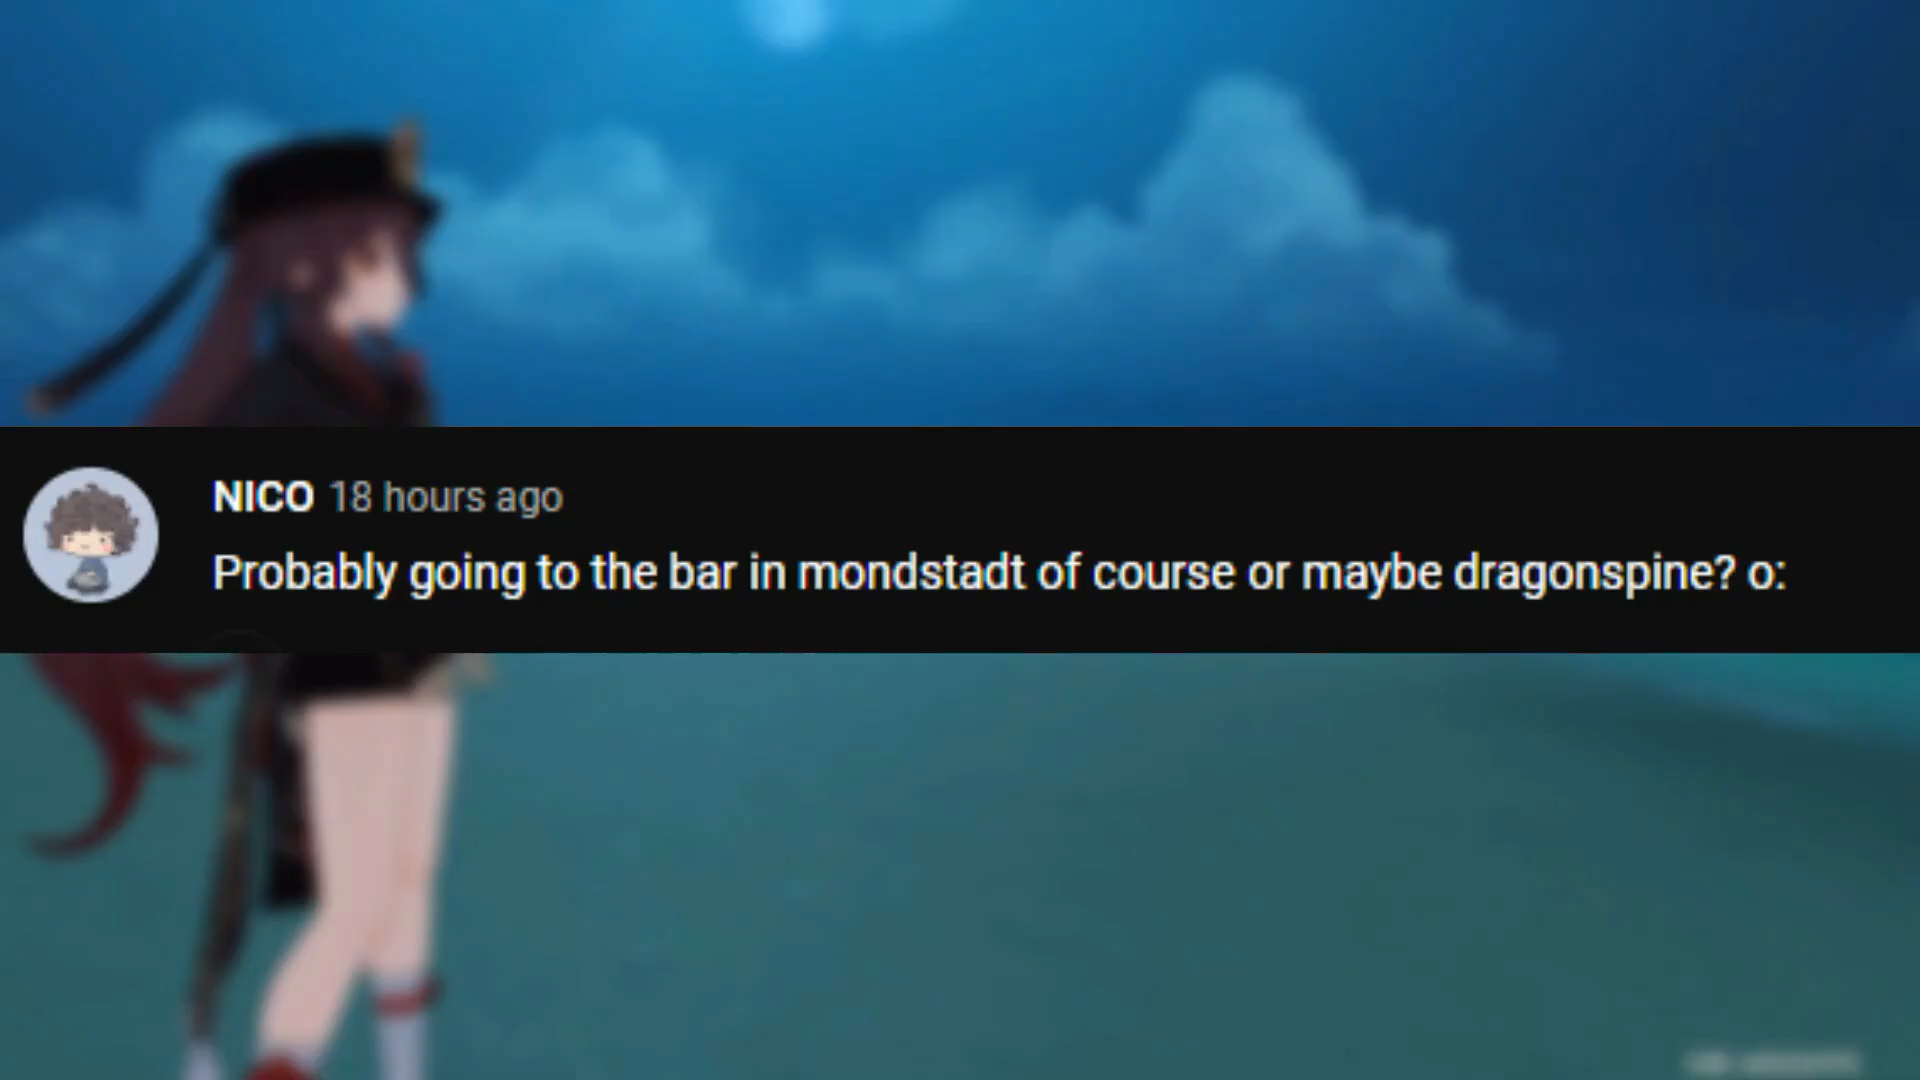 NICO 18 hours ago
Probably going to the bar in mondstadt of course or maybe dragonspine? o: